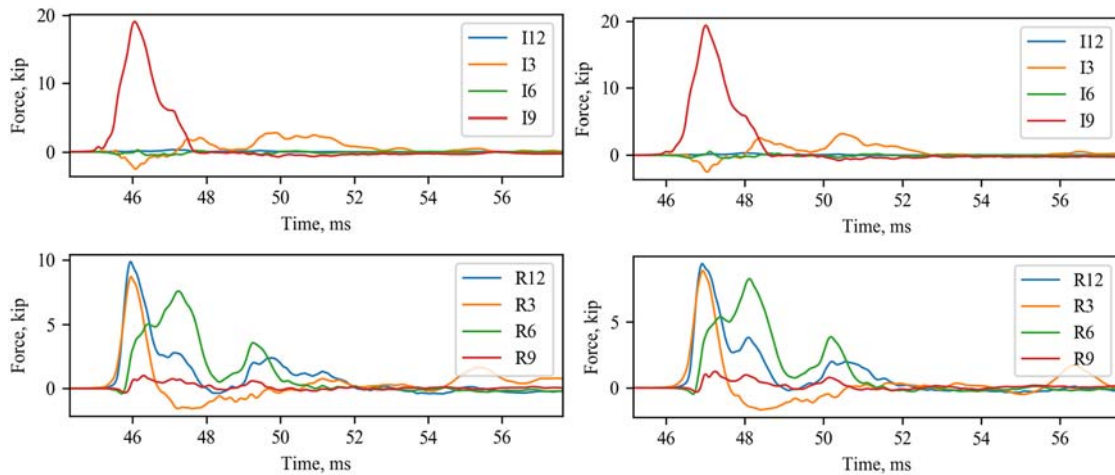 20
10
0
Force, kip
I12
I3
I6
I9
46 48 50 52 54 56
Time, ms
20
10
0
Force, kip
I12
I3
I6
I9
46 48 50 52 54 56
Time, ms
10
5
0
Force, kip
R12
R3
R6
R9
46 48 50 52 54 56
Time, ms
5
0
Force, kip
R12
R3
R6
R9
46 48 50 52 54 56
Time, ms